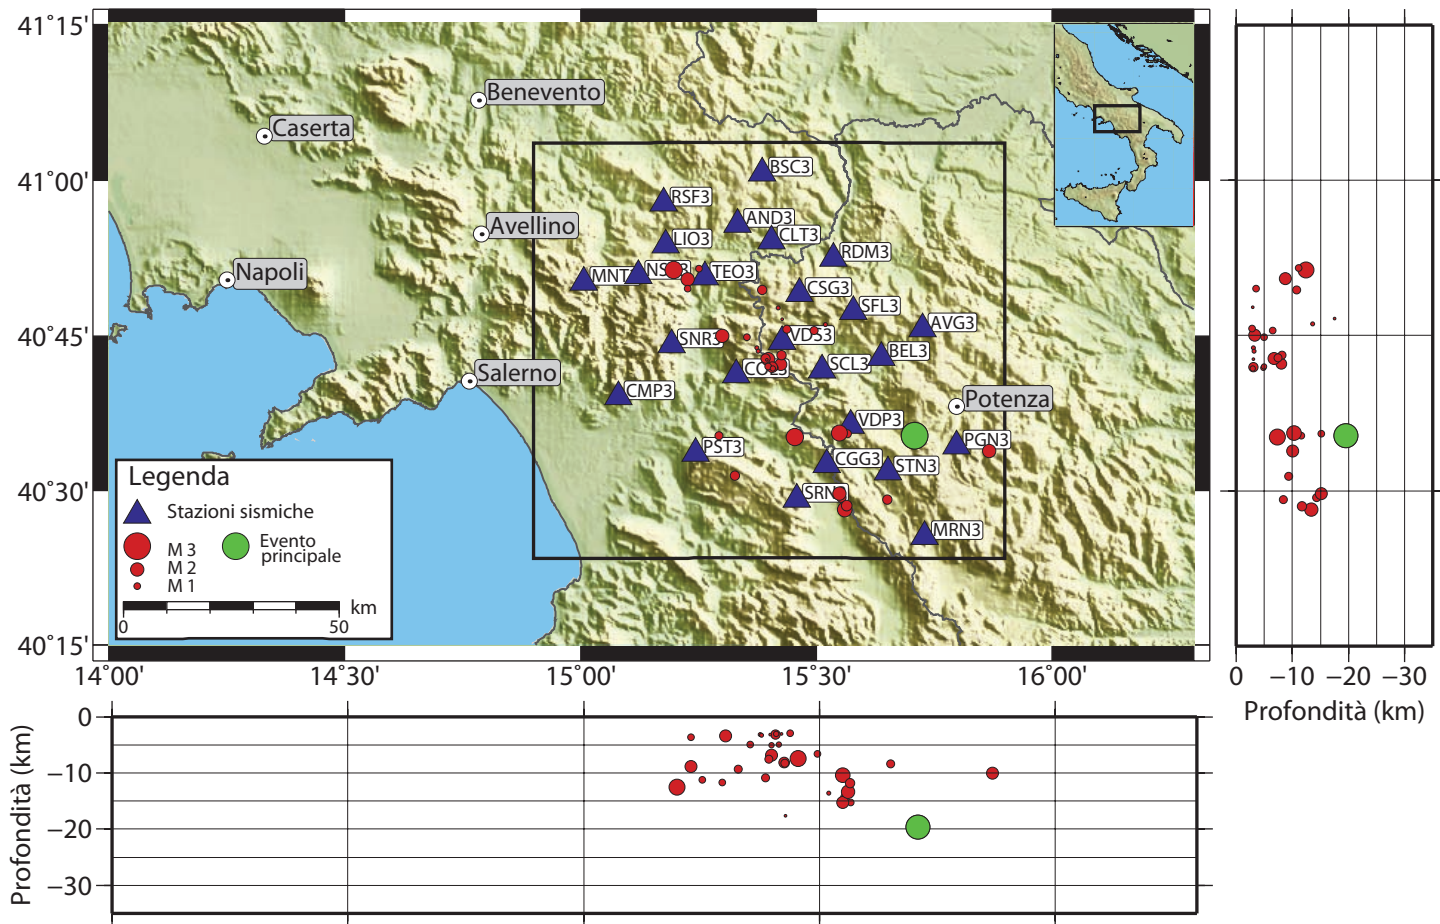 41°15'
41°00'
40°45'
40°30'
40°15'
14°00'
14°30'
15°00'
15°30'
16°00'
Benevento
Caserta
Avellino
Napoli
Salerno
Potenza
BSC3
RSF3
AND3
CLT3
LIO3
RDM3
TEO3
CSG3
SFL3
AVG3
SNR3
VDS3
BEL3
SCL3
CMP3
VDP3
PST3
PGN3
CGG3
STN3
MRN3
Legenda
Stazioni sismiche
M 3
M 2
M 1
Evento
principale
km
0
50
0
−10
−20
−30
Profondità (km)
0
−10
−20
−30
Profondità (km)